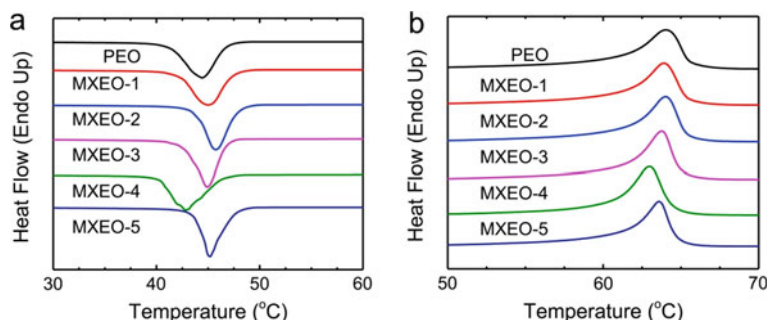 a
Heat Flow (Endo Up)
PEO
MXEO-1
MXEO-2
MXEO-3
MXEO-4
MXEO-5
30
40
50
60
Temperature (°C)
b
Heat Flow (Endo Up)
PEO
MXEO-1
MXEO-2
MXEO-3
MXEO-4
MXEO-5
50
60
70
Temperature (°C)